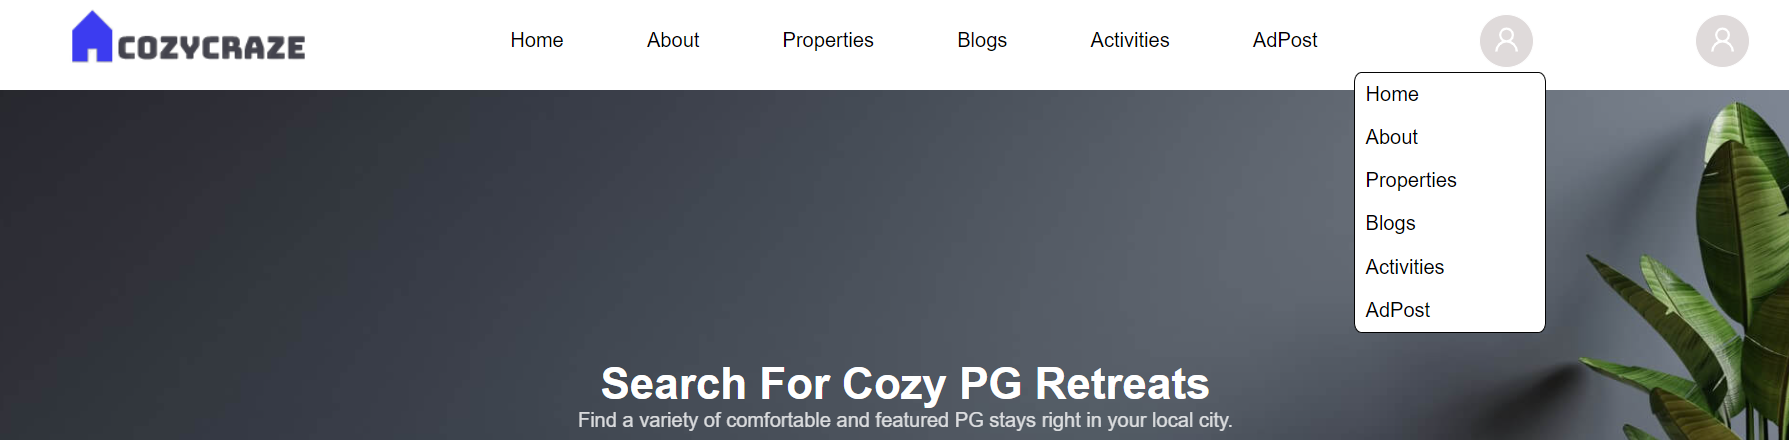 COZYCRAZE
Home About Properties Blogs Activities AdPost
Home
About
Properties
Blogs
Activities
AdPost
Search For Cozy PG Retreats
Find a variety of comfortable and featured PG stays right in your local city.